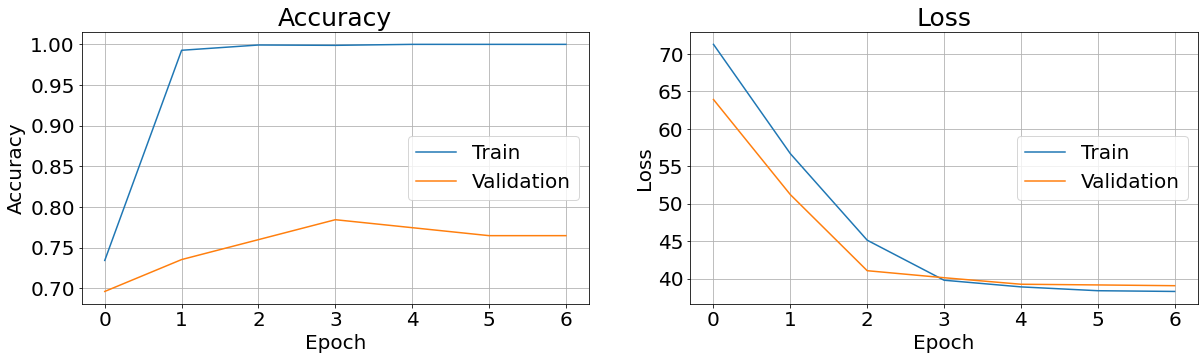 Accuracy
1.00
0.95
0.90
0.85
0.80
0.75
0.70
Accuracy
Train
Validation
0 1 2 3 4 5 6
Epoch
Loss
70
65
60
55
50
45
40
Loss
Train
Validation
0 1 2 3 4 5 6
Epoch